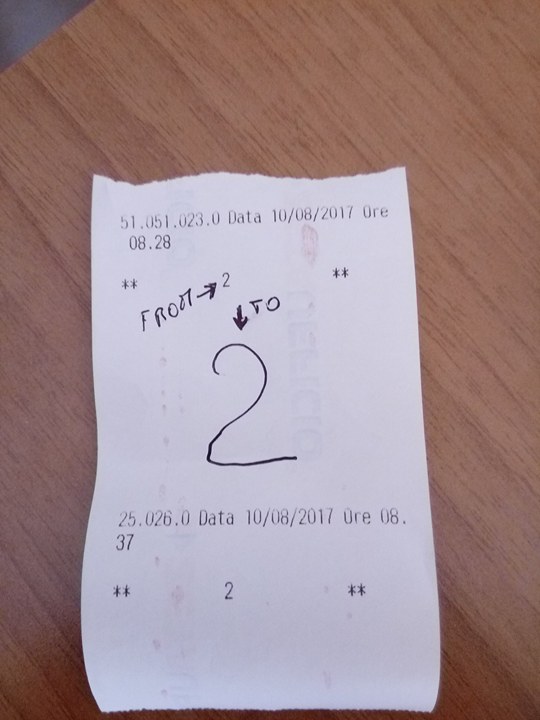 51.051.023.0 Data 10/08/2017 Ore
08.28
** 2 **
FROM →
↓ TO
2
25.026.0 Data 10/08/2017 Ore 08.
37
** 2 **